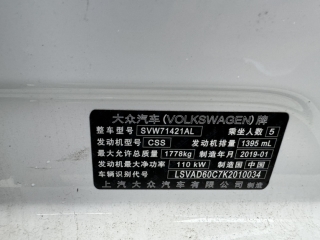 大众汽车(VOLKSWAGEN)牌
整车型号 SVW71421AL 乘坐人数 5
发动机型号 CSS 发动机排量 1395 mL
最大允许总质量 1778kg 制造年月 2019-01
发动机最大净功率 110 kW 制造国 中国
车辆识别代号 LSVAD60C7K2010034
上汽大众汽车有限公司